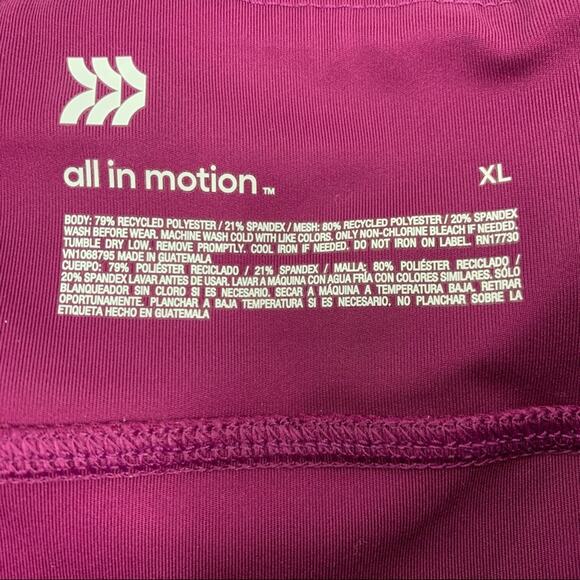 all in motion™
XL
BODY: 79% RECYCLED POLYESTER / 21% SPANDEX / MESH: 80% RECYCLED POLYESTER / 20% SPANDEX
WASH BEFORE WEAR. MACHINE WASH COLD WITH LIKE COLORS. ONLY NON-CHLORINE BLEACH IF NEEDED.
TUMBLE DRY LOW. REMOVE PROMPTLY. COOL IRON IF NEEDED. DO NOT IRON ON LABEL. RN17730
VN1068795 MADE IN GUATEMALA
CUERPO: 79% POLIÉSTER RECICLADO / 21% SPANDEX / MALLA: 80% POLIÉSTER RECICLADO /
20% SPANDEX LAVAR ANTES DE USAR. LAVAR A MÁQUINA CON AGUA FRÍA CON COLORES SIMILARES. SÓLO
BLANQUEADOR SIN CLORO SI ES NECESARIO. SECAR A MÁQUINA A TEMPERATURA BAJA. RETIRAR
OPORTUNAMENTE. PLANCHAR A BAJA TEMPERATURA SI ES NECESARIO. NO PLANCHAR SOBRE LA
ETIQUETA HECHO EN GUATEMALA